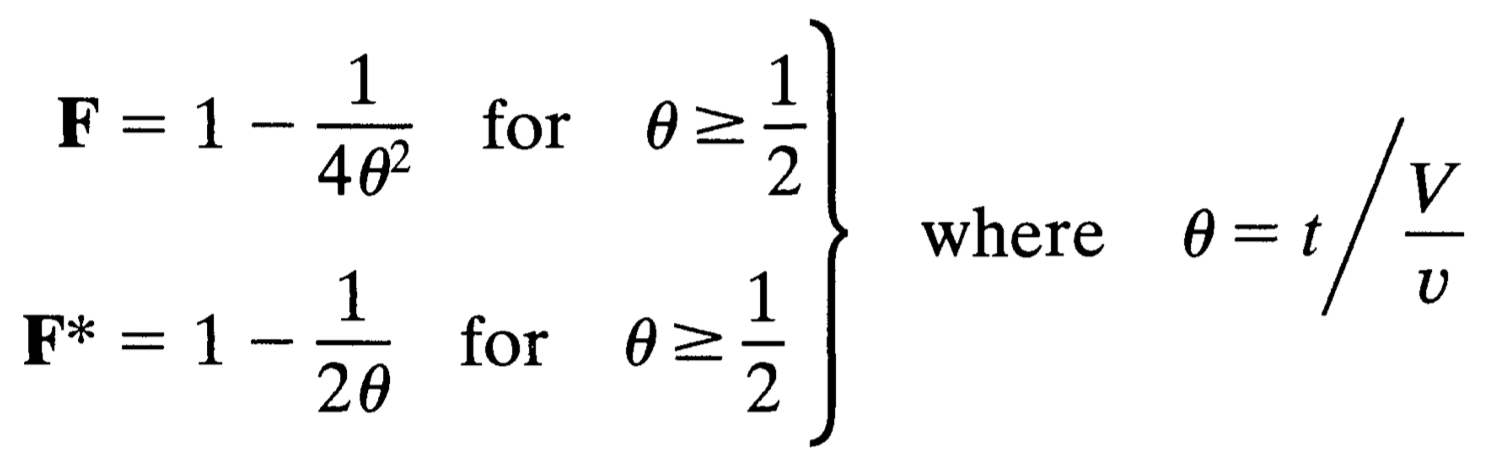 F = 1 − 1/(4θ²) for θ ≥ 1/2
F* = 1 − 1/(2θ) for θ ≥ 1/2
} where θ = t / (V/v)